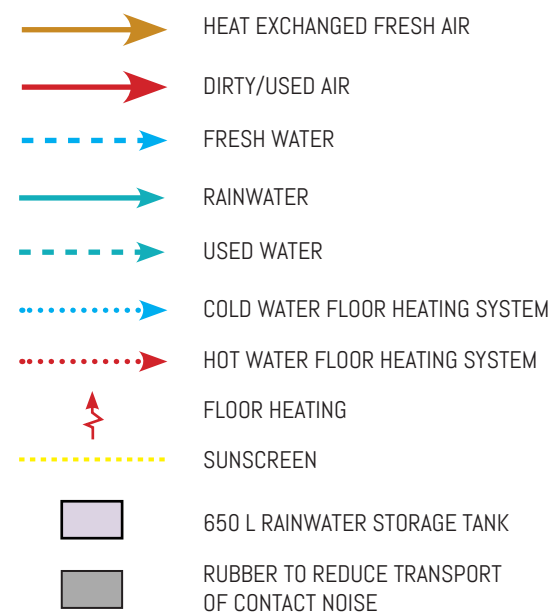 HEAT EXCHANGED FRESH AIR
DIRTY/USED AIR
FRESH WATER
RAINWATER
USED WATER
COLD WATER FLOOR HEATING SYSTEM
HOT WATER FLOOR HEATING SYSTEM
FLOOR HEATING
SUNSCREEN
650 L RAINWATER STORAGE TANK
RUBBER TO REDUCE TRANSPORT
OF CONTACT NOISE